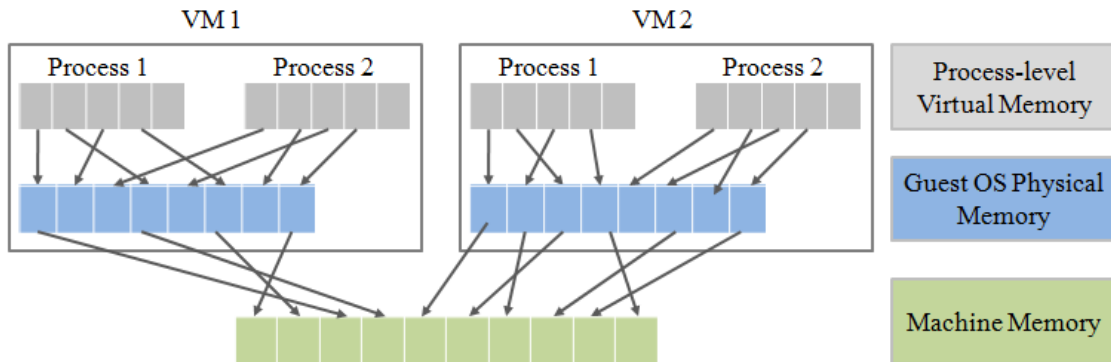 VM 1
VM 2
Process 1
Process 2
Process 1
Process 2
Process-level
Virtual Memory
Guest OS Physical
Memory
Machine Memory